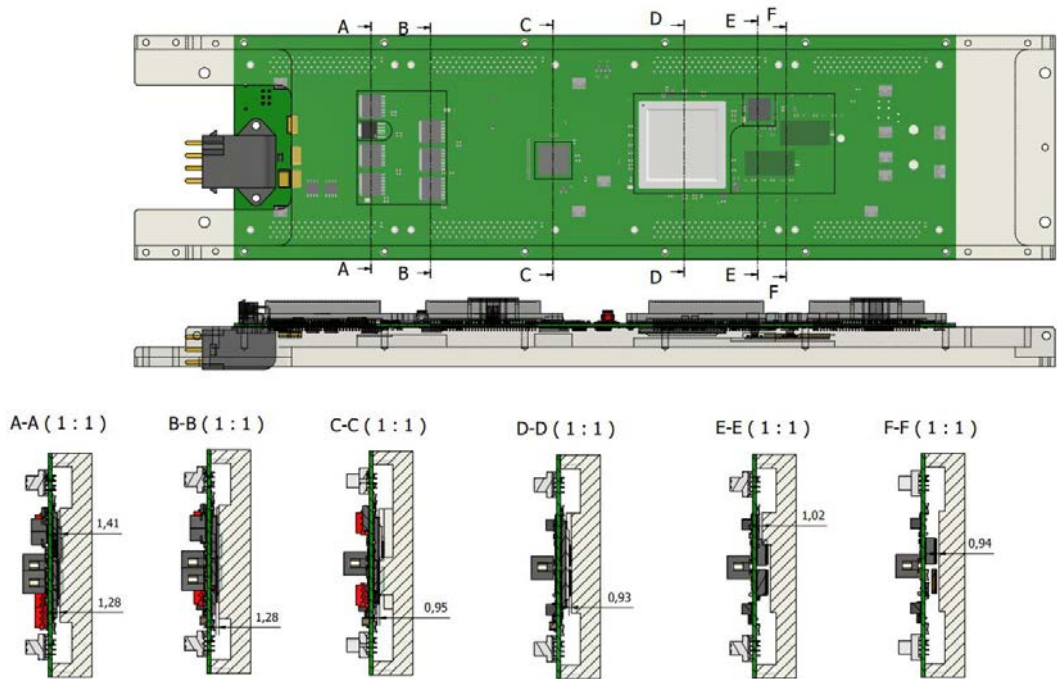 A B C D E F
A B C D E F
A-A ( 1 : 1 ) B-B ( 1 : 1 ) C-C ( 1 : 1 ) D-D ( 1 : 1 ) E-E ( 1 : 1 ) F-F ( 1 : 1 )
1,41
1,28
1,28
0,95
0,93
1,02
0,94